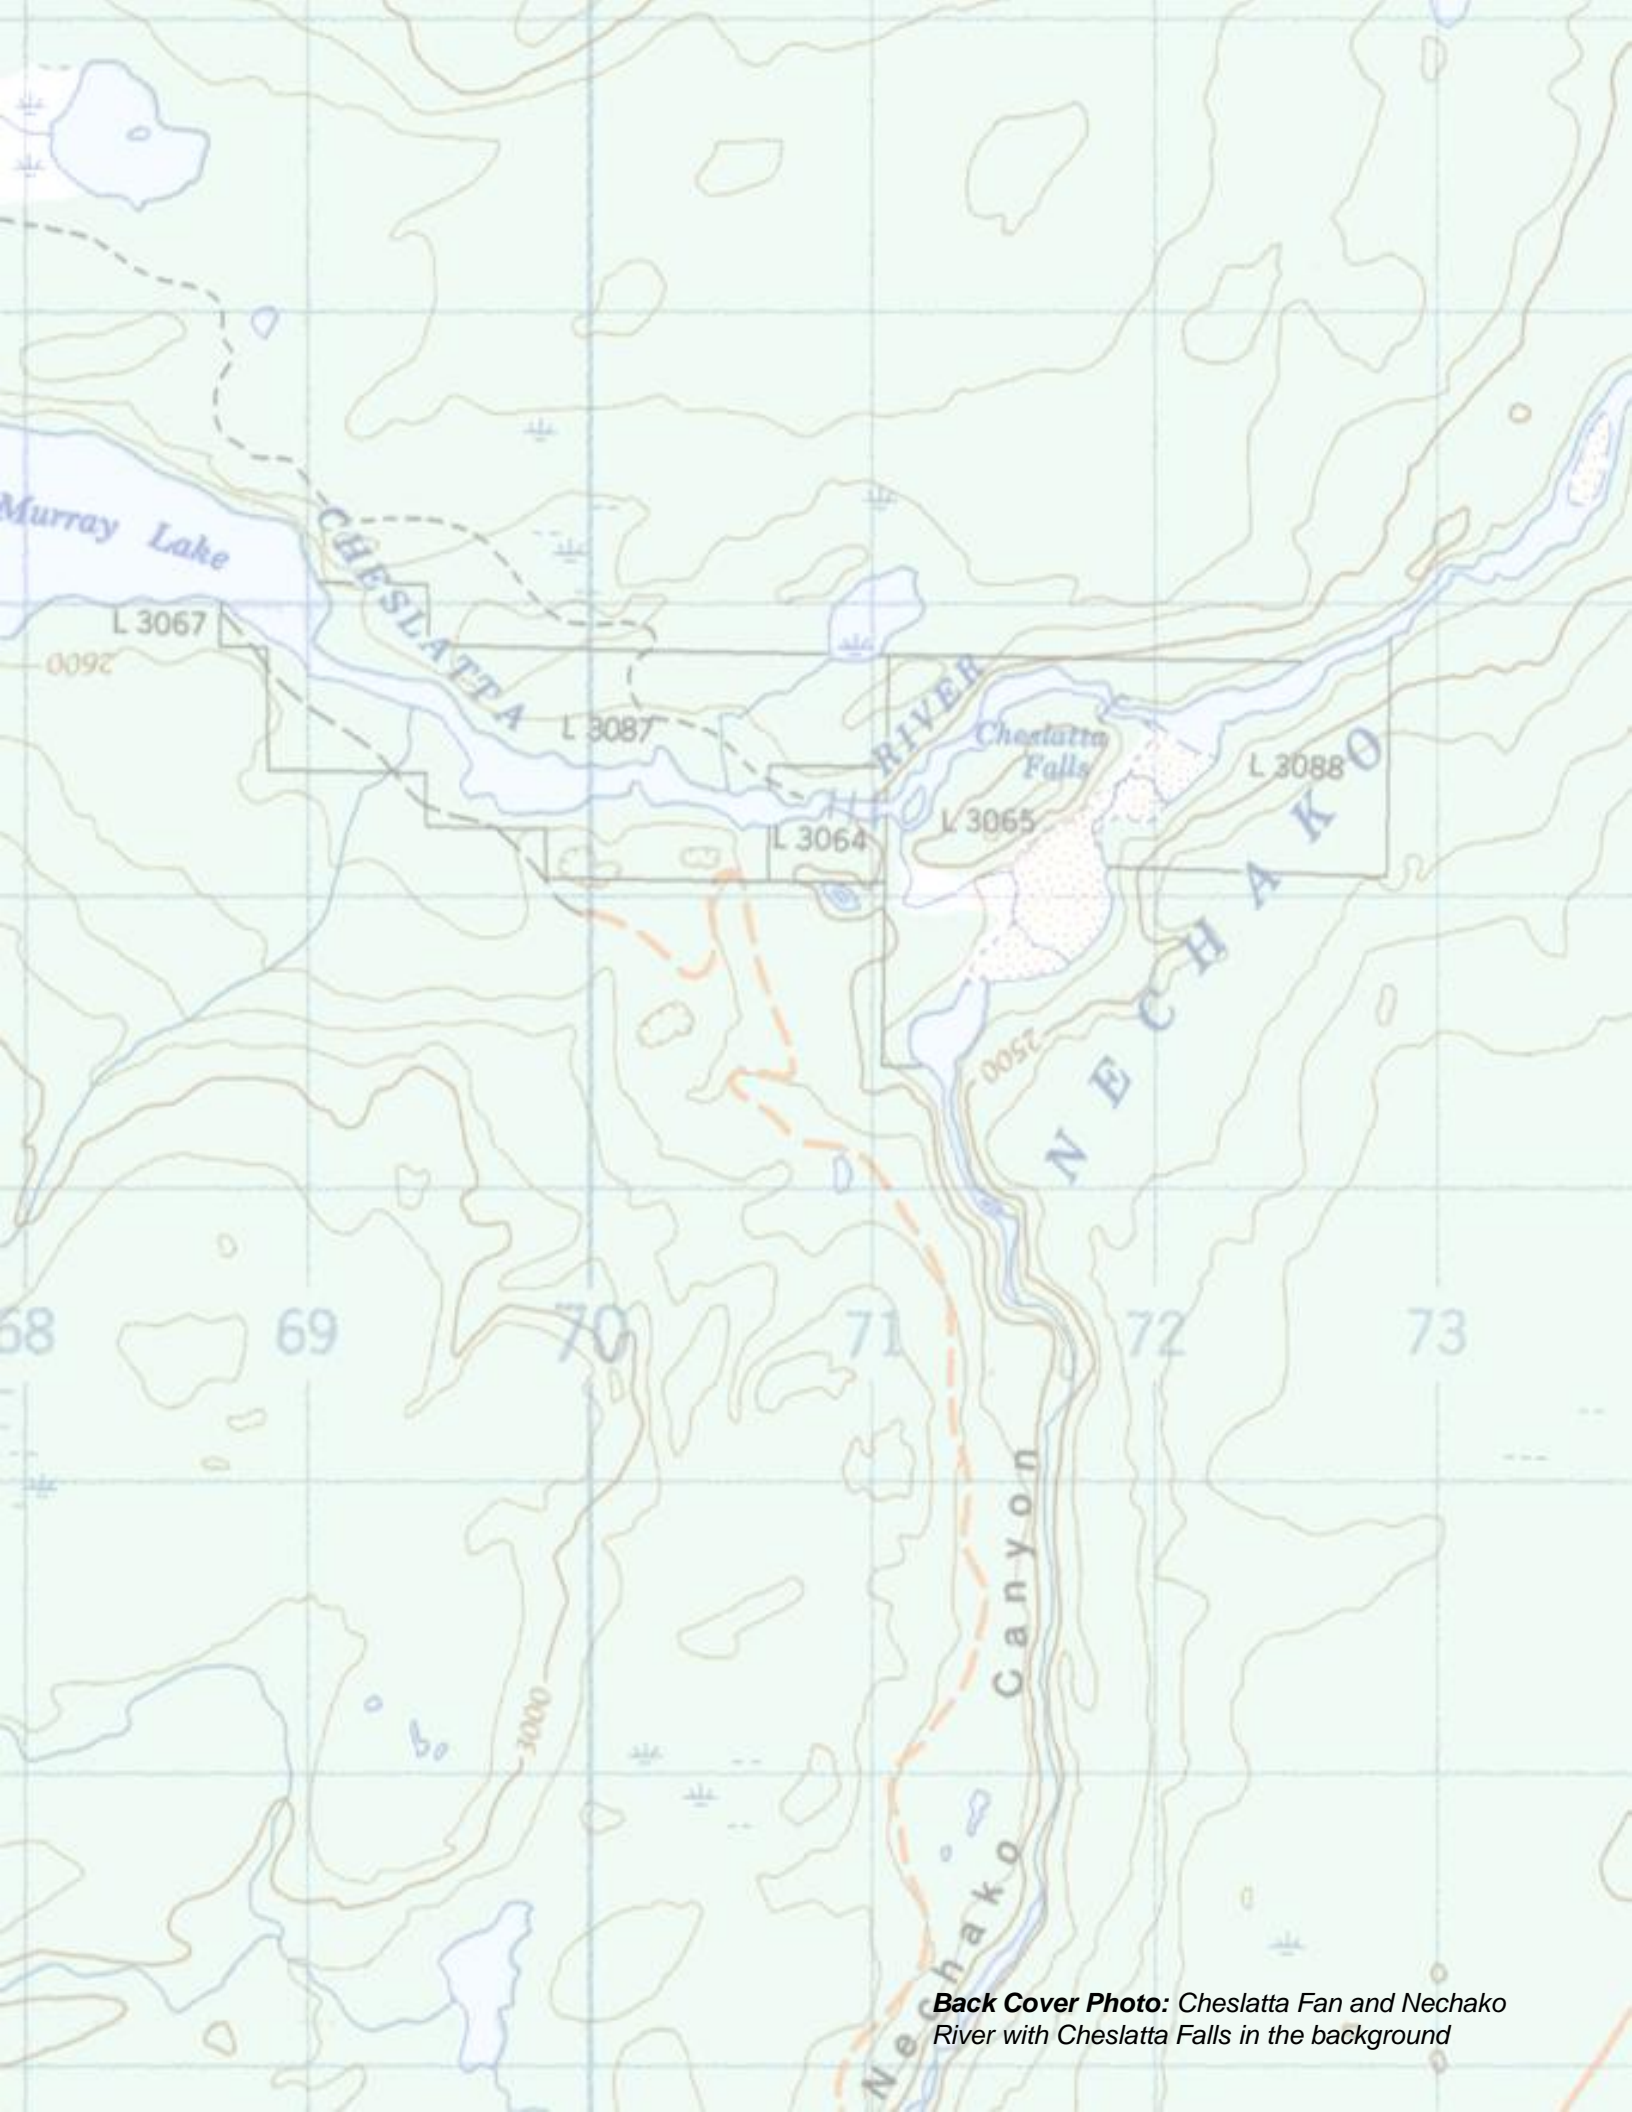 Murray Lake
CHESLATTA
RIVER
L 3067
2600
L 3087
Cheslatta
Falls
L 3088
L 3065
L 3064
NECHAKO
2500
68
69
70
71
72
73
Nechako Canyon
3000
Back Cover Photo: Cheslatta Fan and Nechako
River with Cheslatta Falls in the background